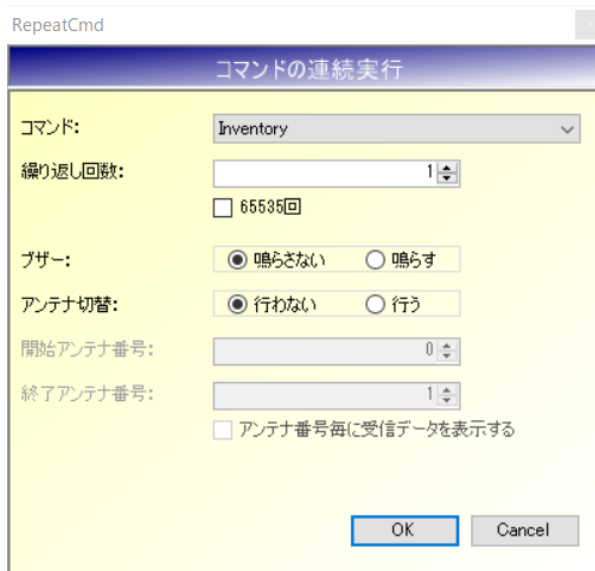 RepeatCmd
コマンドの連続実行
コマンド: Inventory
繰り返し回数: 1
65535回
ブザー: 鳴らさない 鳴らす
アンテナ切替: 行わない 行う
開始アンテナ番号: 0
終了アンテナ番号: 1
アンテナ番号毎に受信データを表示する
OK Cancel